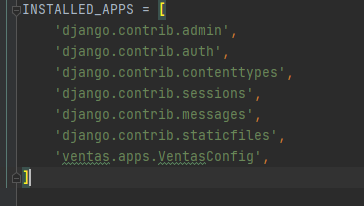 INSTALLED_APPS = [
'django.contrib.admin',
'django.contrib.auth',
'django.contrib.contenttypes',
'django.contrib.sessions',
'django.contrib.messages',
'django.contrib.staticfiles',
'ventas.apps.VentasConfig',
]